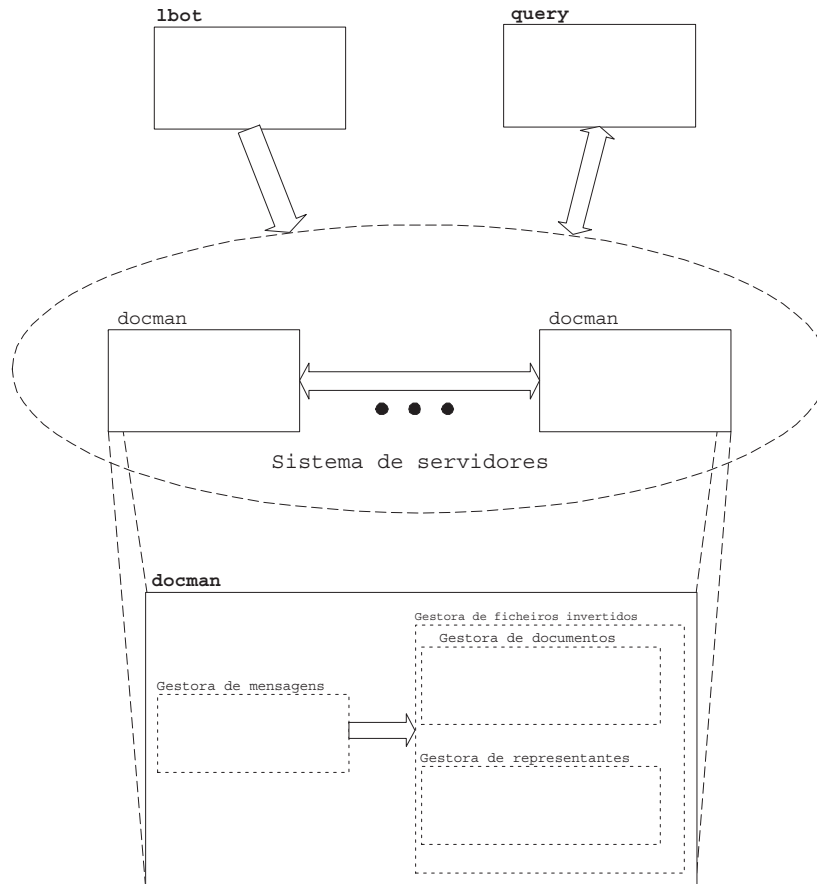 lbot
query
docman
docman
Sistema de servidores
docman
Gestora de ficheiros invertidos
Gestora de documentos
Gestora de mensagens
Gestora de representantes